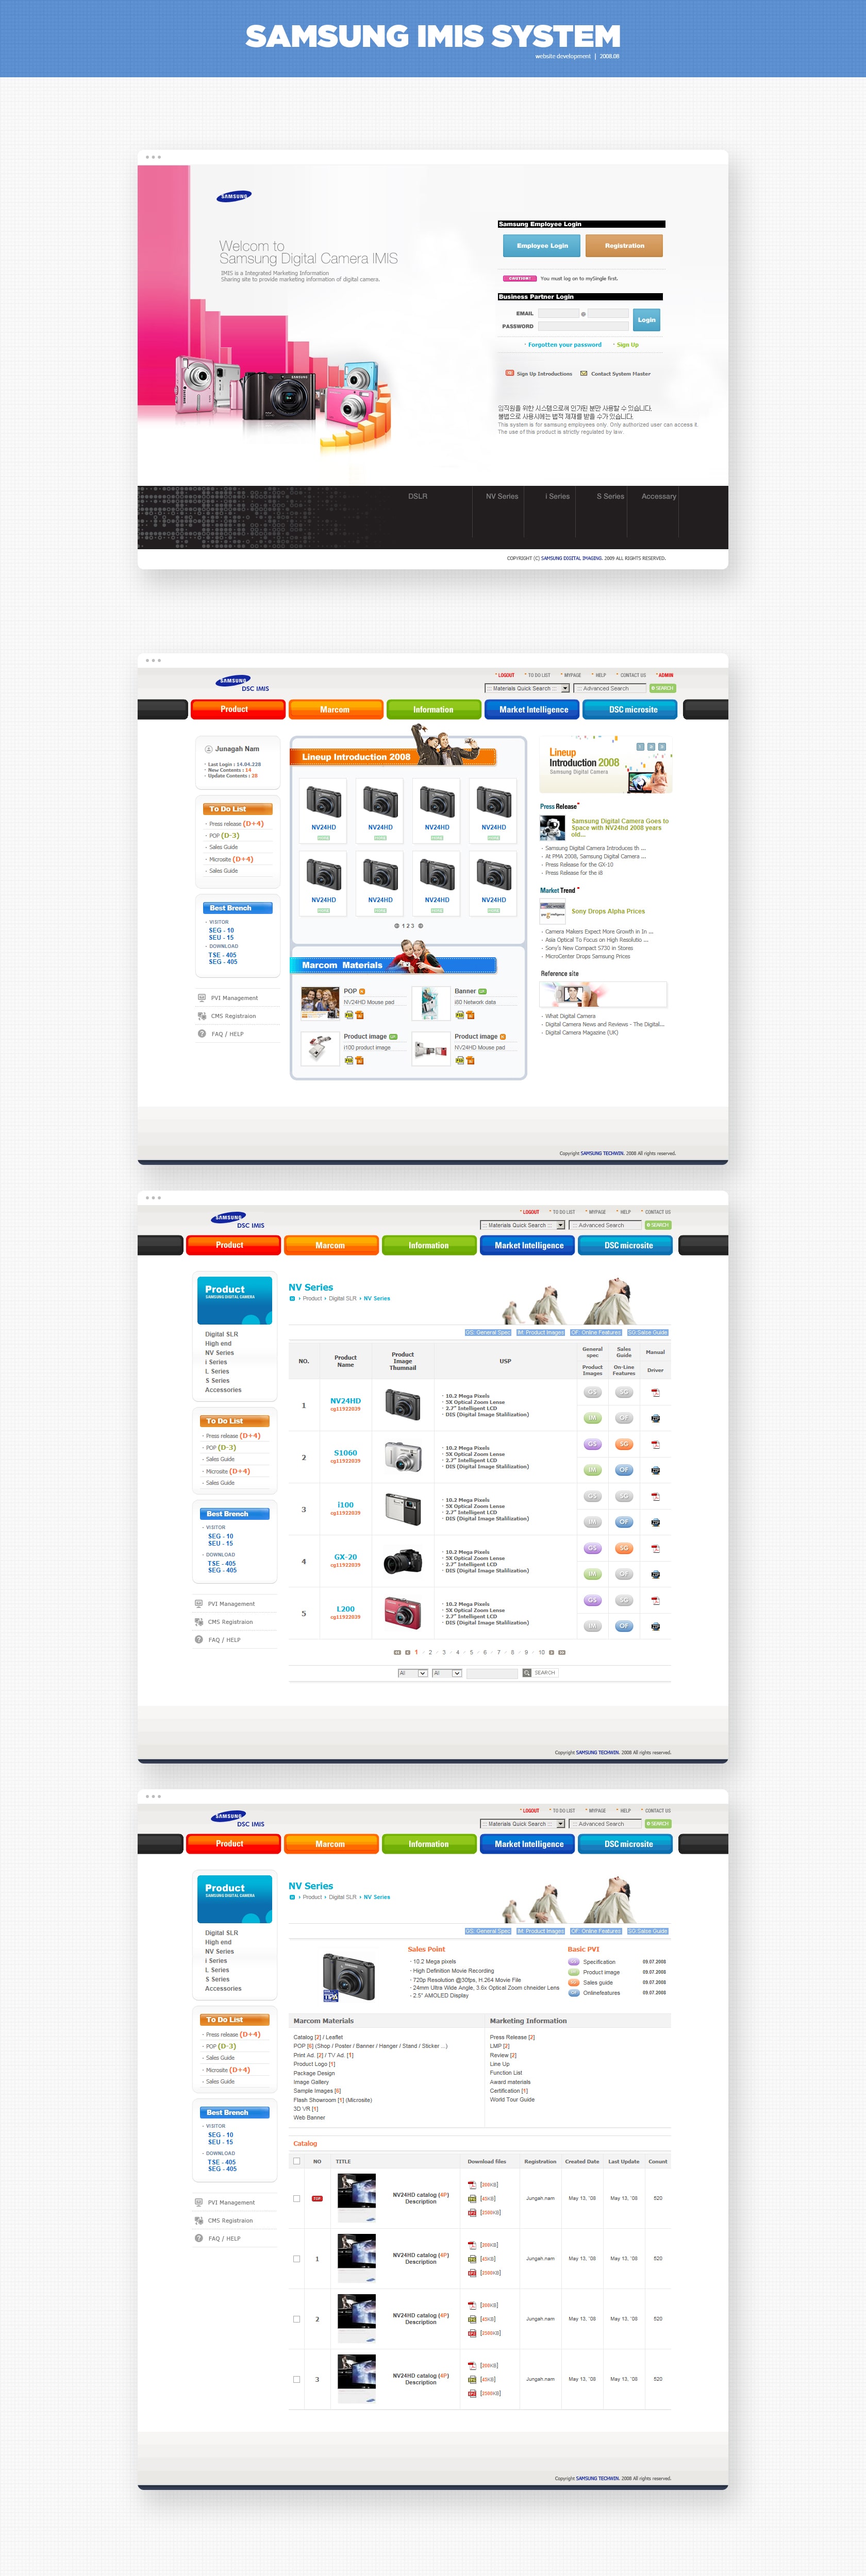 SAMSUNG IMIS SYSTEM
website development | 2008.08
SAMSUNG
Welcom to
Samsung Digital Camera IMIS
IMIS is a Integrated Marketing Information
Sharing site to provide marketing information of digital camera.
Samsung Employee Login
Employee Login
Registration
You must log on to mySingle first.
Business Partner Login
EMAIL
@
PASSWORD
Login
Forgotten your password
Sign Up
Sign Up Introductions
Contact System Master
임직원을 위한 시스템으로써 인가된 분만 사용할 수 있습니다.
불법으로 사용시에는 법적 제재를 받을 수가 있습니다.
This system is for samsung employees only. Only authorized user can access it.
The use of this product is strictly regulated by law.
DSLR
NV Series
i Series
S Series
Accessary
COPYRIGHT (C) SAMSUNG DIGITAL IMAGING. 2009 ALL RIGHTS RESERVED.
SAMSUNG
DSC IMIS
LOGOUT
TO DO LIST
MYPAGE
HELP
CONTACT US
ADMIN
::: Materials Quick Search :::
::: Advanced Search
SEARCH
Product
Marcom
Information
Market Intelligence
DSC microsite
Junagah Nam
Last Login : 14.04.228
New Contents : 14
Update Contents : 28
To Do List
Press release (D+4)
POP (D-3)
Sales Guide
Microsite (D+4)
Sales Guide
Best Brench
VISITOR
SEG - 10
SEU - 15
DOWNLOAD
TSE - 405
SEG - 405
PVI Management
CMS Registraion
FAQ / HELP
Lineup Introduction 2008
NV24HD
NV24HD
NV24HD
NV24HD
NV24HD
NV24HD
NV24HD
NV24HD
1 2 3
Marcom Materials
POP
NV24HD Mouse pad
Banner
i60 Network data
Product image
i100 product image
Product image
NV24HD Mouse pad
Lineup
Introduction 2008
Samsung Digital Camera
Press Release
Samsung Digital Camera Goes to
Space with NV24hd 2008 years
old...
Samsung Digital Camera Introduces th ...
At PMA 2008, Samsung Digital Camera ...
Press Release for the GX-10
Press Release for the i8
Market Trend
Sony Drops Alpha Prices
Camera Makers Expect More Growth in In ...
Asia Optical To Focus on High Resolutio ...
Sony's New Compact S730 in Stores
MicroCenter Drops Samsung Prices
Reference site
What Digital Camera
Digital Camera News and Reviews - The Digital...
Digital Camera Magazine (UK)
Copyright SAMSUNG TECHWIN. 2008 All rights reserved.
SAMSUNG
DSC IMIS
LOGOUT
TO DO LIST
MYPAGE
HELP
CONTACT US
::: Materials Quick Search :::
::: Advanced Search
SEARCH
Product
Marcom
Information
Market Intelligence
DSC microsite
Product
SAMSUNG DIGITAL CAMERA
Digital SLR
High end
NV Series
i Series
L Series
S Series
Accessories
To Do List
Press release (D+4)
POP (D-3)
Sales Guide
Microsite (D+4)
Sales Guide
Best Brench
VISITOR
SEG - 10
SEU - 15
DOWNLOAD
TSE - 405
SEG - 405
PVI Management
CMS Registraion
FAQ / HELP
NV Series
Product
Digital SLR
NV Series
GS: General Spec
IM: Product Images
OF: Online Features
SG Salse Guide
NO.
Product
Name
Product
Image
Thumnail
USP
General
spec
Sales
Guide
Manual
Product
Images
On-Line
Features
Driver
1
NV24HD
cg11922039
10.2 Mega Pixels
5X Optical Zoom Lense
2.7" Intelligent LCD
DIS (Digital Image Stalilization)
GS SG
IM OF
2
S1060
cg11922039
10.2 Mega Pixels
5X Optical Zoom Lense
2.7" Intelligent LCD
DIS (Digital Image Stalilization)
GS SG
IM OF
3
i100
cg11922039
10.2 Mega Pixels
5X Optical Zoom Lense
2.7" Intelligent LCD
DIS (Digital Image Stalilization)
GS SG
IM OF
4
GX-20
cg11922039
10.2 Mega Pixels
5X Optical Zoom Lense
2.7" Intelligent LCD
DIS (Digital Image Stalilization)
GS SG
IM OF
5
L200
cg11922039
10.2 Mega Pixels
5X Optical Zoom Lense
2.7" Intelligent LCD
DIS (Digital Image Stalilization)
GS SG
IM OF
1 · 2 · 3 · 4 · 5 · 6 · 7 · 8 · 9 · 10
Al
Al
SEARCH
Copyright SAMSUNG TECHWIN. 2008 All rights reserved.
SAMSUNG
DSC IMIS
LOGOUT
TO DO LIST
MYPAGE
HELP
CONTACT US
::: Materials Quick Search :::
::: Advanced Search
SEARCH
Product
Marcom
Information
Market Intelligence
DSC microsite
Product
SAMSUNG DIGITAL CAMERA
Digital SLR
High end
NV Series
i Series
L Series
S Series
Accessories
To Do List
Press release (D+4)
POP (D-3)
Sales Guide
Microsite (D+4)
Sales Guide
Best Brench
VISITOR
SEG - 10
SEU - 15
DOWNLOAD
TSE - 405
SEG - 405
PVI Management
CMS Registraion
FAQ / HELP
NV Series
Product
Digital SLR
NV Series
GS: General Spec
IM: Product Images
OF: Online Features
SG Salse Guide
TIPA
Sales Point
10.2 Mega pixels
High Definition Movie Recording
720p Resolution @30fps, H.264 Movie File
24mm Ultra Wide Angle, 3.6x Optical Zoom chneider Lens
2.5" AMOLED Display
Basic PVI
Specification 09.07.2008
Product image 09.07.2008
Sales guide 09.07.2008
Onlinefeatures 09.07.2008
Marcom Materials
Catalog [2] / Leaflet
POP [6] (Shop / Poster / Banner / Hanger / Stand / Sticker ...)
Print Ad. [2] / TV Ad. [1]
Product Logo [1]
Package Design
Image Gallery
Sample Images [6]
Flash Showroom [1] (Microsite)
3D VR [1]
Web Banner
Marketing Information
Press Release [2]
LMP [2]
Review [2]
Line Up
Function List
Award materials
Certification [1]
World Tour Guide
Catalog
NO
TITLE
Download files
Registration
Created Date
Last Update
Conunt
TOP
NV24HD catalog (4P)
Description
[300KB]
[45KB]
[2500KB]
Jungah.nam
May 13, '08
May 13, '08
520
1
NV24HD catalog (4P)
Description
[300KB]
[45KB]
[2500KB]
Jungah.nam
May 13, '08
May 13, '08
520
2
NV24HD catalog (4P)
Description
[300KB]
[45KB]
[2500KB]
Jungah.nam
May 13, '08
May 13, '08
520
3
NV24HD catalog (4P)
Description
[300KB]
[45KB]
[2500KB]
Jungah.nam
May 13, '08
May 13, '08
520
Copyright SAMSUNG TECHWIN. 2008 All rights reserved.